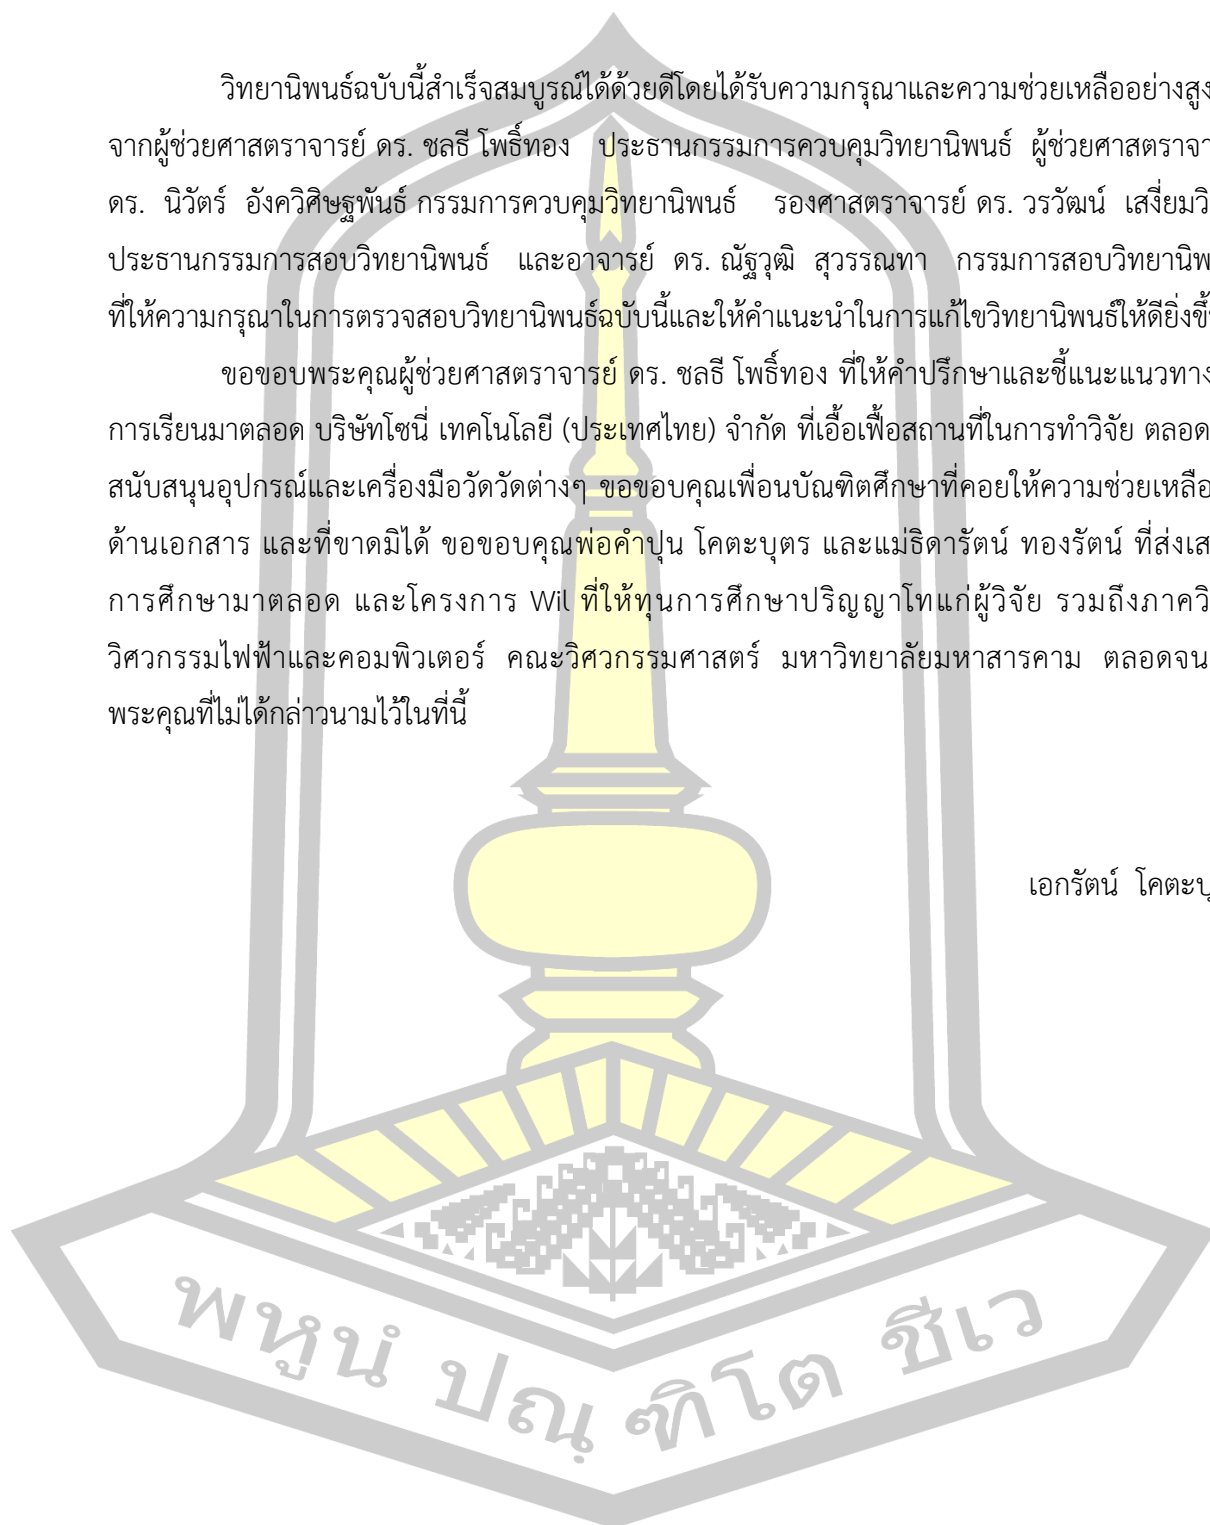 วิทยานิพนธ์ฉบับนี้สำเร็จสมบูรณ์ได้ด้วยดีโดยได้รับความกรุณาและความช่วยเหลืออย่างสูง
จากผู้ช่วยศาสตราจารย์ ดร. ชลธี โพธิ์ทอง ประธานกรรมการควบคุมวิทยานิพนธ์ ผู้ช่วยศาสตราจา
ดร. นิวัตร์ อังควิศิษฐพันธ์ กรรมการควบคุมวิทยานิพนธ์ รองศาสตราจารย์ ดร. วรวัฒน์ เสงี่ยมวิ
ประธานกรรมการสอบวิทยานิพนธ์ และอาจารย์ ดร. ณัฐวุฒิ สุวรรณทา กรรมการสอบวิทยานิพ
ที่ให้ความกรุณาในการตรวจสอบวิทยานิพนธ์ฉบับนี้และให้คำแนะนำในการแก้ไขวิทยานิพนธ์ให้ดียิ่งขึ้
ขอขอบพระคุณผู้ช่วยศาสตราจารย์ ดร. ชลธี โพธิ์ทอง ที่ให้คำปรึกษาและชี้แนะแนวทาง
การเรียนมาตลอด บริษัทโซนี่ เทคโนโลยี (ประเทศไทย) จำกัด ที่เอื้อเฟื้อสถานที่ในการทำวิจัย ตลอด
สนับสนุนอุปกรณ์และเครื่องมือวัดวัดต่างๆ ขอขอบคุณเพื่อนบัณฑิตศึกษาที่คอยให้ความช่วยเหลือ
ด้านเอกสาร และที่ขาดมิได้ ขอขอบคุณพ่อคำปุน โคตะบุตร และแม่ธิดารัตน์ ทองรัตน์ ที่ส่งเส
การศึกษามาตลอด และโครงการ Wil ที่ให้ทุนการศึกษาปริญญาโทแก่ผู้วิจัย รวมถึงภาควิ
วิศวกรรมไฟฟ้าและคอมพิวเตอร์ คณะวิศวกรรมศาสตร์ มหาวิทยาลัยมหาสารคาม ตลอดจน
พระคุณที่ไม่ได้กล่าวนามไว้ในที่นี้
เอกรัตน์ โคตะบุ
พหูนํ ปณฺฑิโต ชีเว